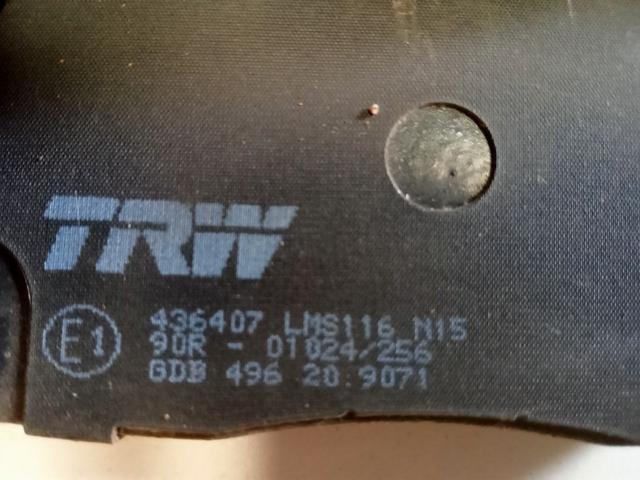 TRW
E1
436407 LMS116 N15
90R - 01024/256
GDB 496 20.9071